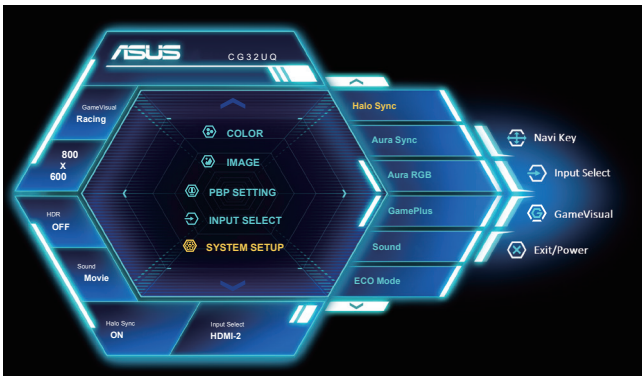 ASUS
CG32UQ
GameVisual
Racing
800
X
600
HDR
OFF
Sound
Movie
Halo Sync
ON
Input Select
HDMI-2
COLOR
IMAGE
PBP SETTING
INPUT SELECT
SYSTEM SETUP
Halo Sync
Aura Sync
Aura RGB
GamePlus
Sound
ECO Mode
Navi Key
Input Select
GameVisual
Exit/Power